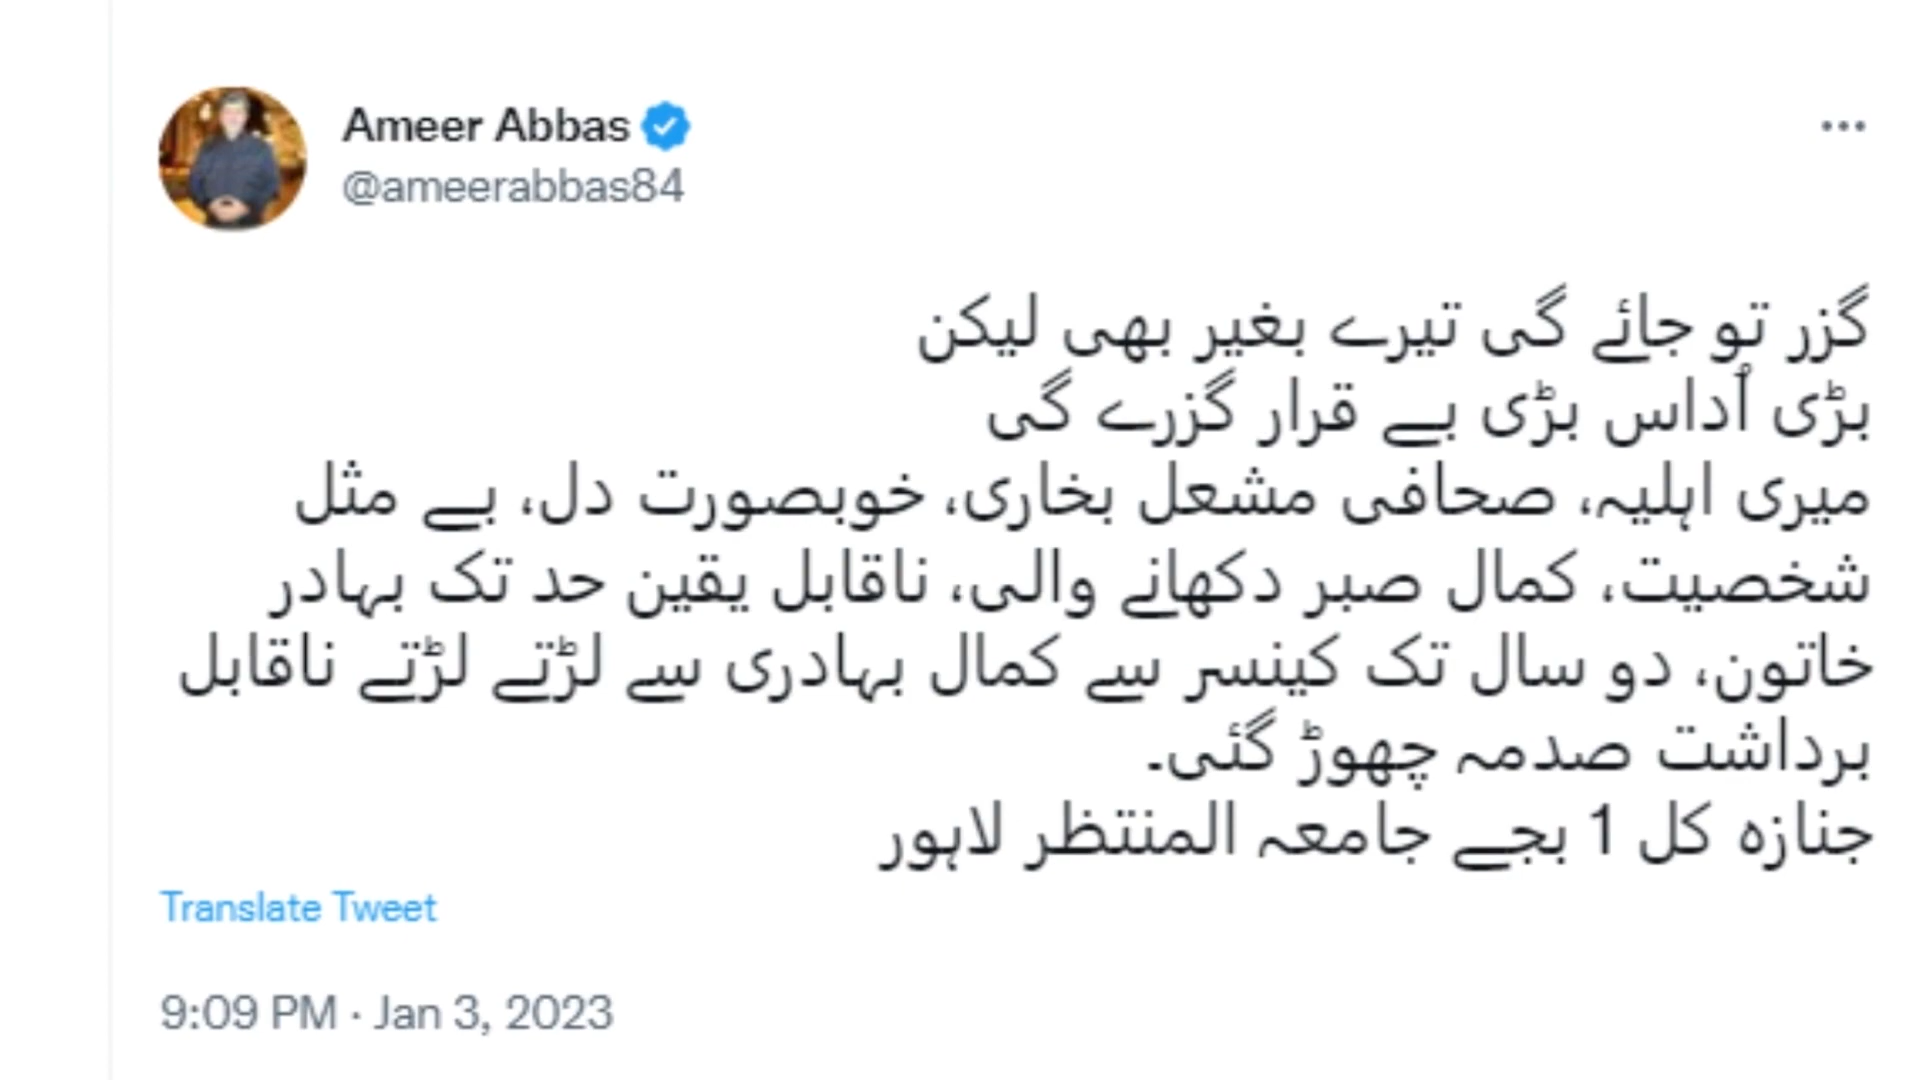 Ameer Abbas
@ameerabbas84
گزر تو جائے گی تیرے بغیر بھی لیکن
بڑی اُداس بڑی بے قرار گزرے گی
میری اہلیہ، صحافی مشعل بخاری، خوبصورت دل، بے مثل
شخصیت، کمال صبر دکھانے والی، ناقابل یقین حد تک بہادر
خاتون، دو سال تک کینسر سے کمال بہادری سے لڑتے لڑتے ناقابل
برداشت صدمہ چھوڑ گئی۔
جنازہ کل 1 بجے جامعہ المنتظر لاہور
Translate Tweet
9:09 PM · Jan 3, 2023